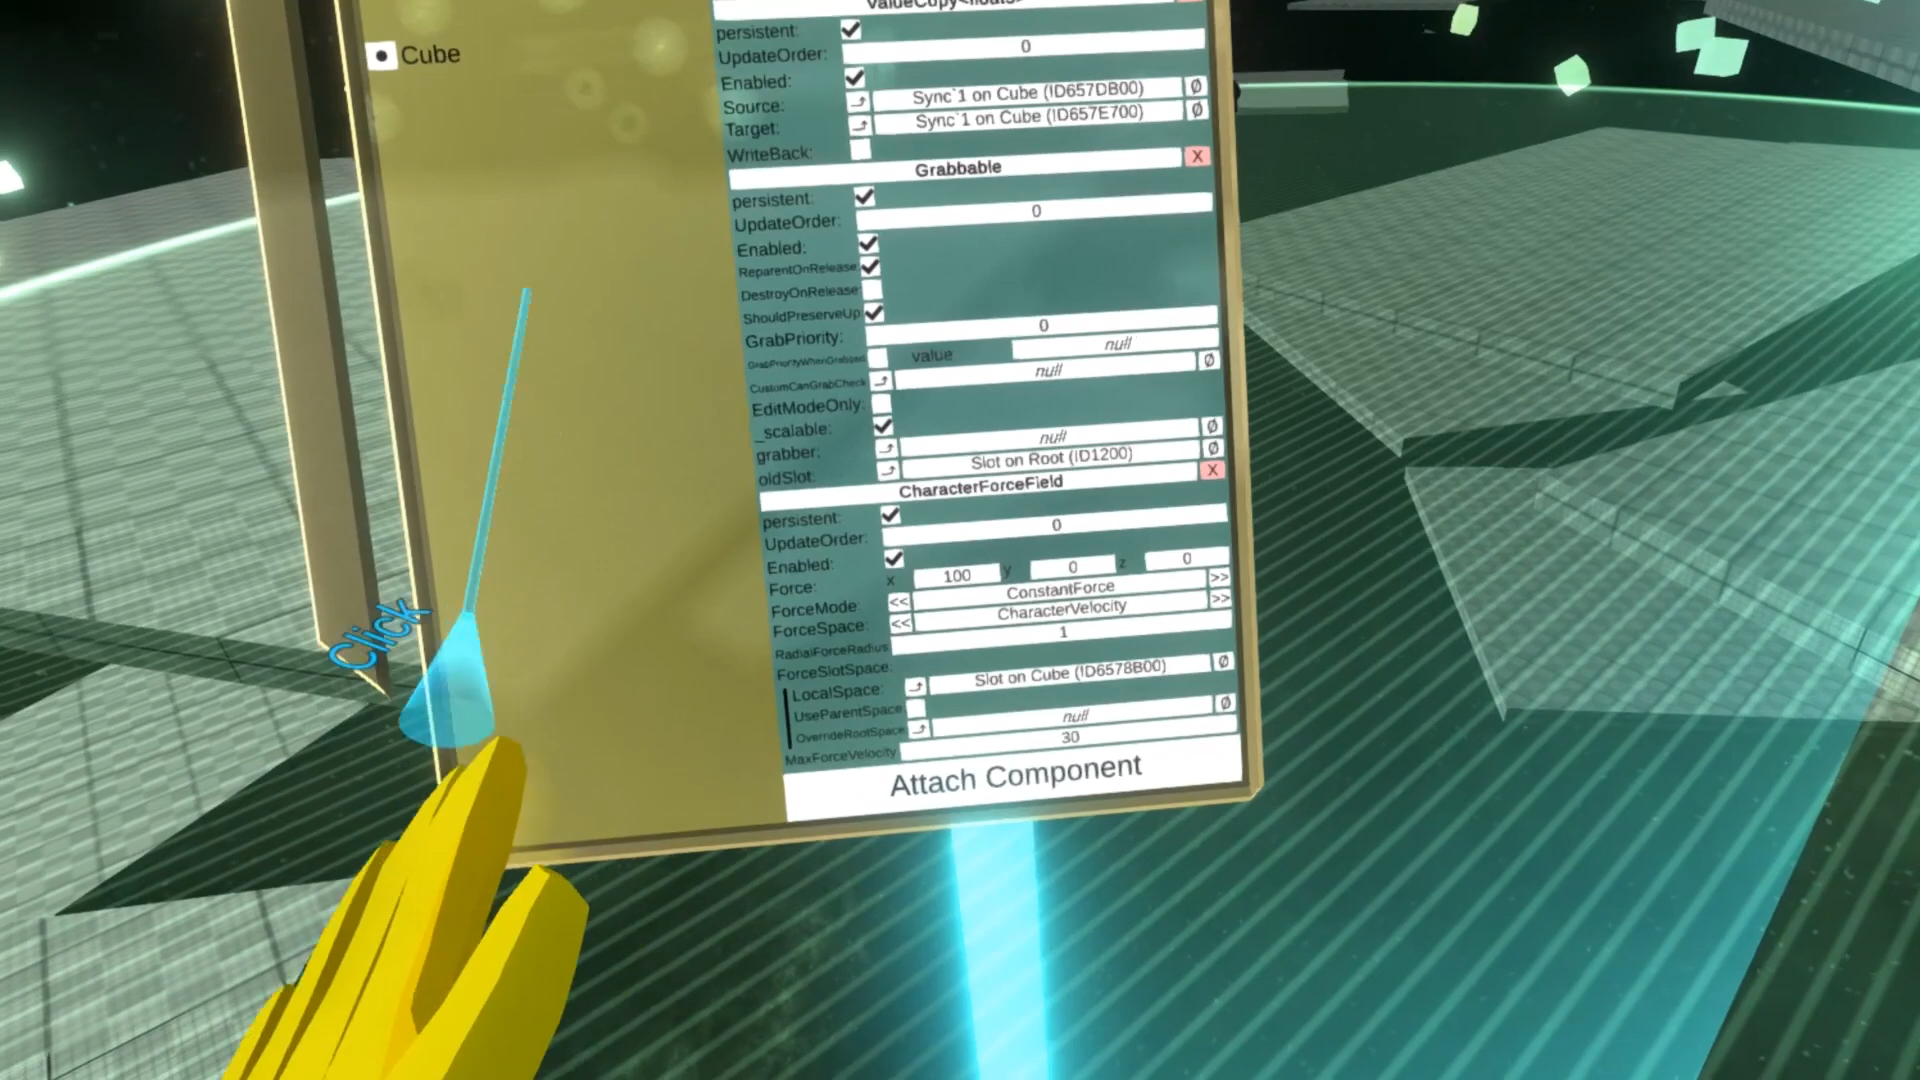 Cube
ValueCopy<float3>
persistent:
UpdateOrder: 0
Enabled:
Source: Sync`1 on Cube (ID657DB00) Ø
Target: Sync`1 on Cube (ID657E700) Ø
WriteBack:
Grabbable X
persistent:
UpdateOrder: 0
Enabled:
ReparentOnRelease:
DestroyOnRelease:
ShouldPreserveUp:
GrabPriority: 0
GrabPriorityWhenGrabbed: value null
CustomCanGrabCheck: null Ø
EditModeOnly:
_scalable:
grabber: null Ø
oldSlot: Slot on Root (ID1200) Ø
CharacterForceField X
persistent:
UpdateOrder: 0
Enabled:
Force: x 100 y 0 z 0
ForceMode: << ConstantForce >>
ForceSpace: << CharacterVelocity >>
RadialForceRadius: 1
ForceSlotSpace:
LocalSpace: Slot on Cube (ID6578B00) Ø
UseParentSpace:
OverrideRootSpace: null Ø
MaxForceVelocity: 30
Attach Component
Click